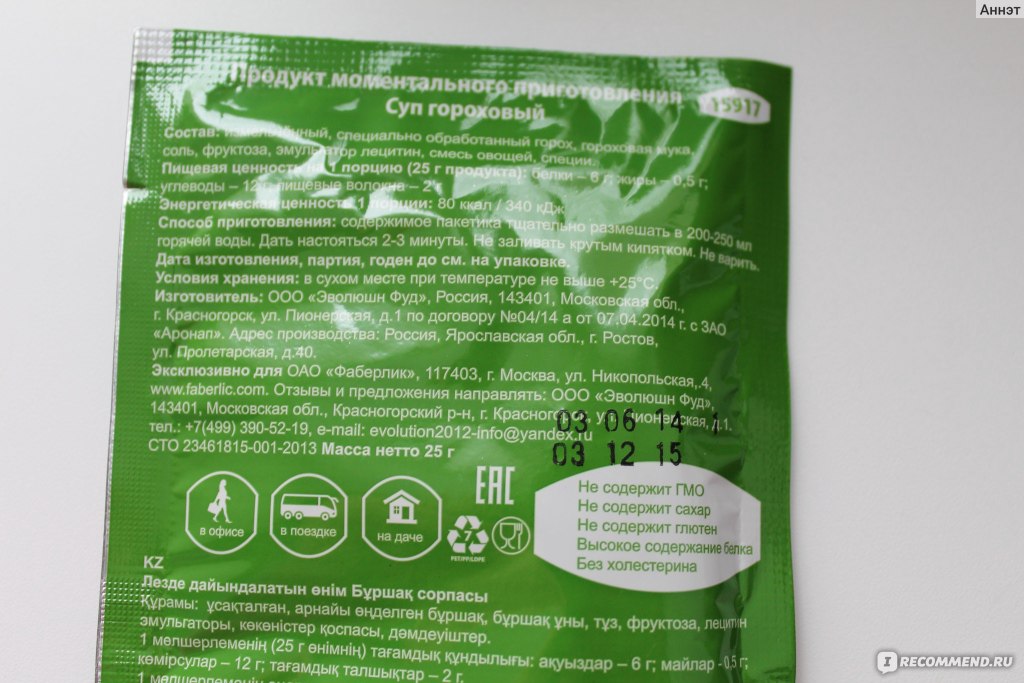 Аннэт
Продукт моментального приготовления
Суп гороховый
15917
Состав: измельчённый, специально обработанный горох, гороховая мука,
соль, фруктоза, эмульгатор лецитин, смесь овощей, специи.
Пищевая ценность на 1 порцию (25 г продукта): белки – 6 г; жиры – 0,5 г;
углеводы – 12г; пищевые волокна – 2 г
Энергетическая ценность 1 порции: 80 ккал / 340 кДж
Способ приготовления: содержимое пакетика тщательно размешать в 200-250 мл
горячей воды. Дать настояться 2-3 минуты. Не заливать крутым кипятком. Не варить.
Дата изготовления, партия, годен до см. на упаковке.
Условия хранения: в сухом месте при температуре не выше +25°С.
Изготовитель: ООО «Эволюшн Фуд», Россия, 143401, Московская обл.,
г. Красногорск, ул. Пионерская, д.1 по договору №04/14 а от 07.04.2014 г. с ЗАО
«Аронап». Адрес производства: Россия, Ярославская обл., г. Ростов,
ул. Пролетарская, д.40.
Эксклюзивно для ОАО «Фаберлик», 117403, г. Москва, ул. Никопольская, 4,
www.faberlic.com. Отзывы и предложения направлять: ООО «Эволюшн Фуд»,
143401, Московская обл., Красногорский р-н, г. Красногорск, ул. Пионерская, д.1.
тел.: +7(499) 390-52-19, e-mail: evolution2012-info@yandex.ru
СТО 23461815-001-2013 Масса нетто 25 г
03 06 14 1
03 12 15
в офисе
в поездке
на даче
EAC
7
PET/PP/LDPE
Не содержит ГМО
Не содержит сахар
Не содержит глютен
Высокое содержание белка
Без холестерина
KZ
Лезде дайындалатын өнім Бұршақ сорпасы
Құрамы: ұсақталған, арнайы өңделген бұршақ, бұршақ ұны, тұз, фруктоза, лецитин
эмульгаторы, көкөністер қоспасы, дәмдеуіштер.
1 мөлшерлеменің (25 г өнімнің) тағамдық құндылығы: ақуыздар – 6 г; майлар - 0,5 г;
көмірсулар – 12 г; тағамдық талшықтар – 2 г.
1 мөлшерлеменің
IRECOMMEND.RU